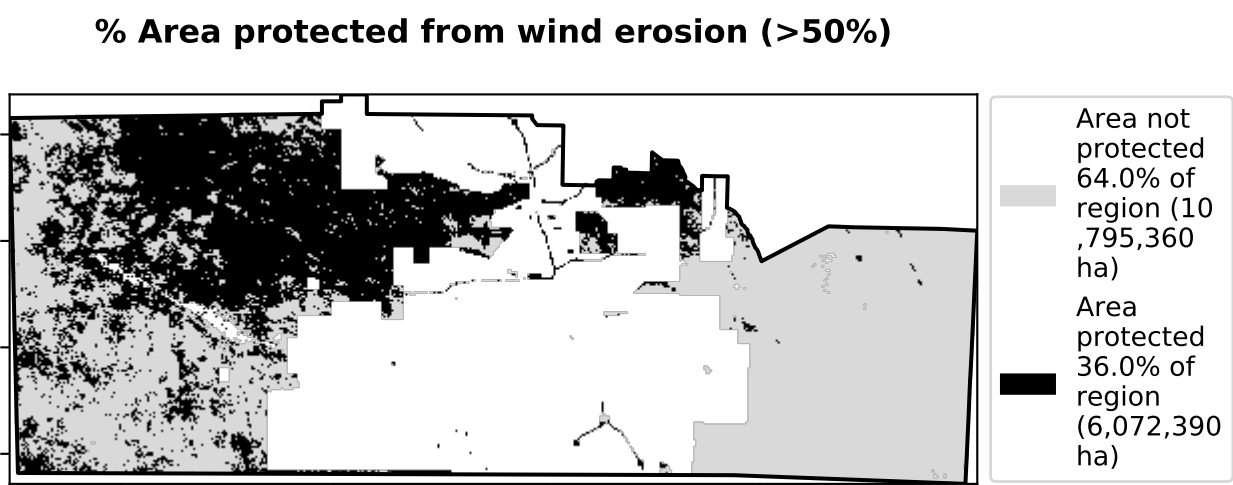 % Area protected from wind erosion (>50%)
Area not
protected
64.0% of
region (10
,795,360
ha)
Area
protected
36.0% of
region
(6,072,390
ha)